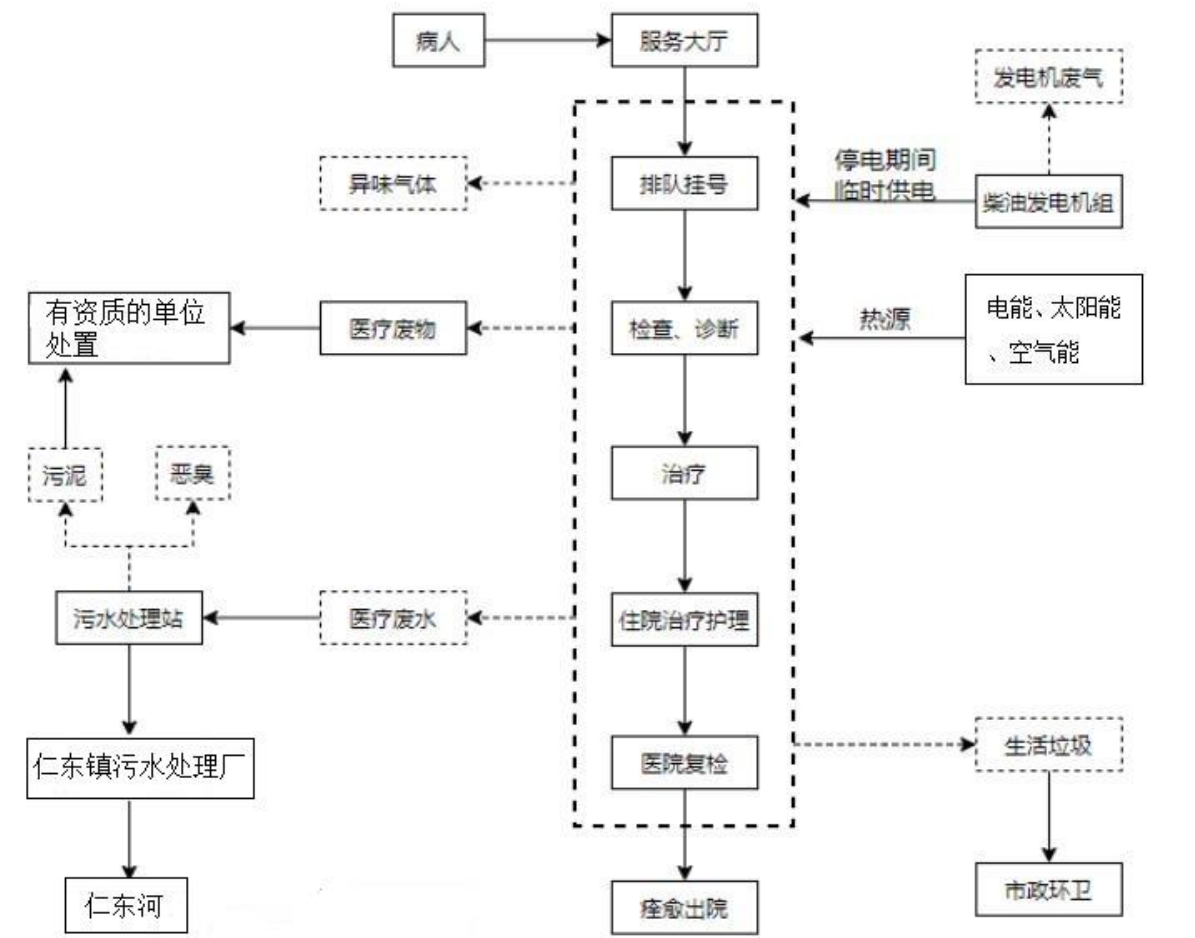 病人
服务大厅
发电机废气
停电期间
临时供电
异味气体
排队挂号
柴油发电机组
有资质的单位
处置
医疗废物
检查、诊断
热源
电能、太阳能
、空气能
污泥
恶臭
治疗
污水处理站
医疗废水
住院治疗护理
仁东镇污水处理厂
医院复检
生活垃圾
仁东河
痊愈出院
市政环卫